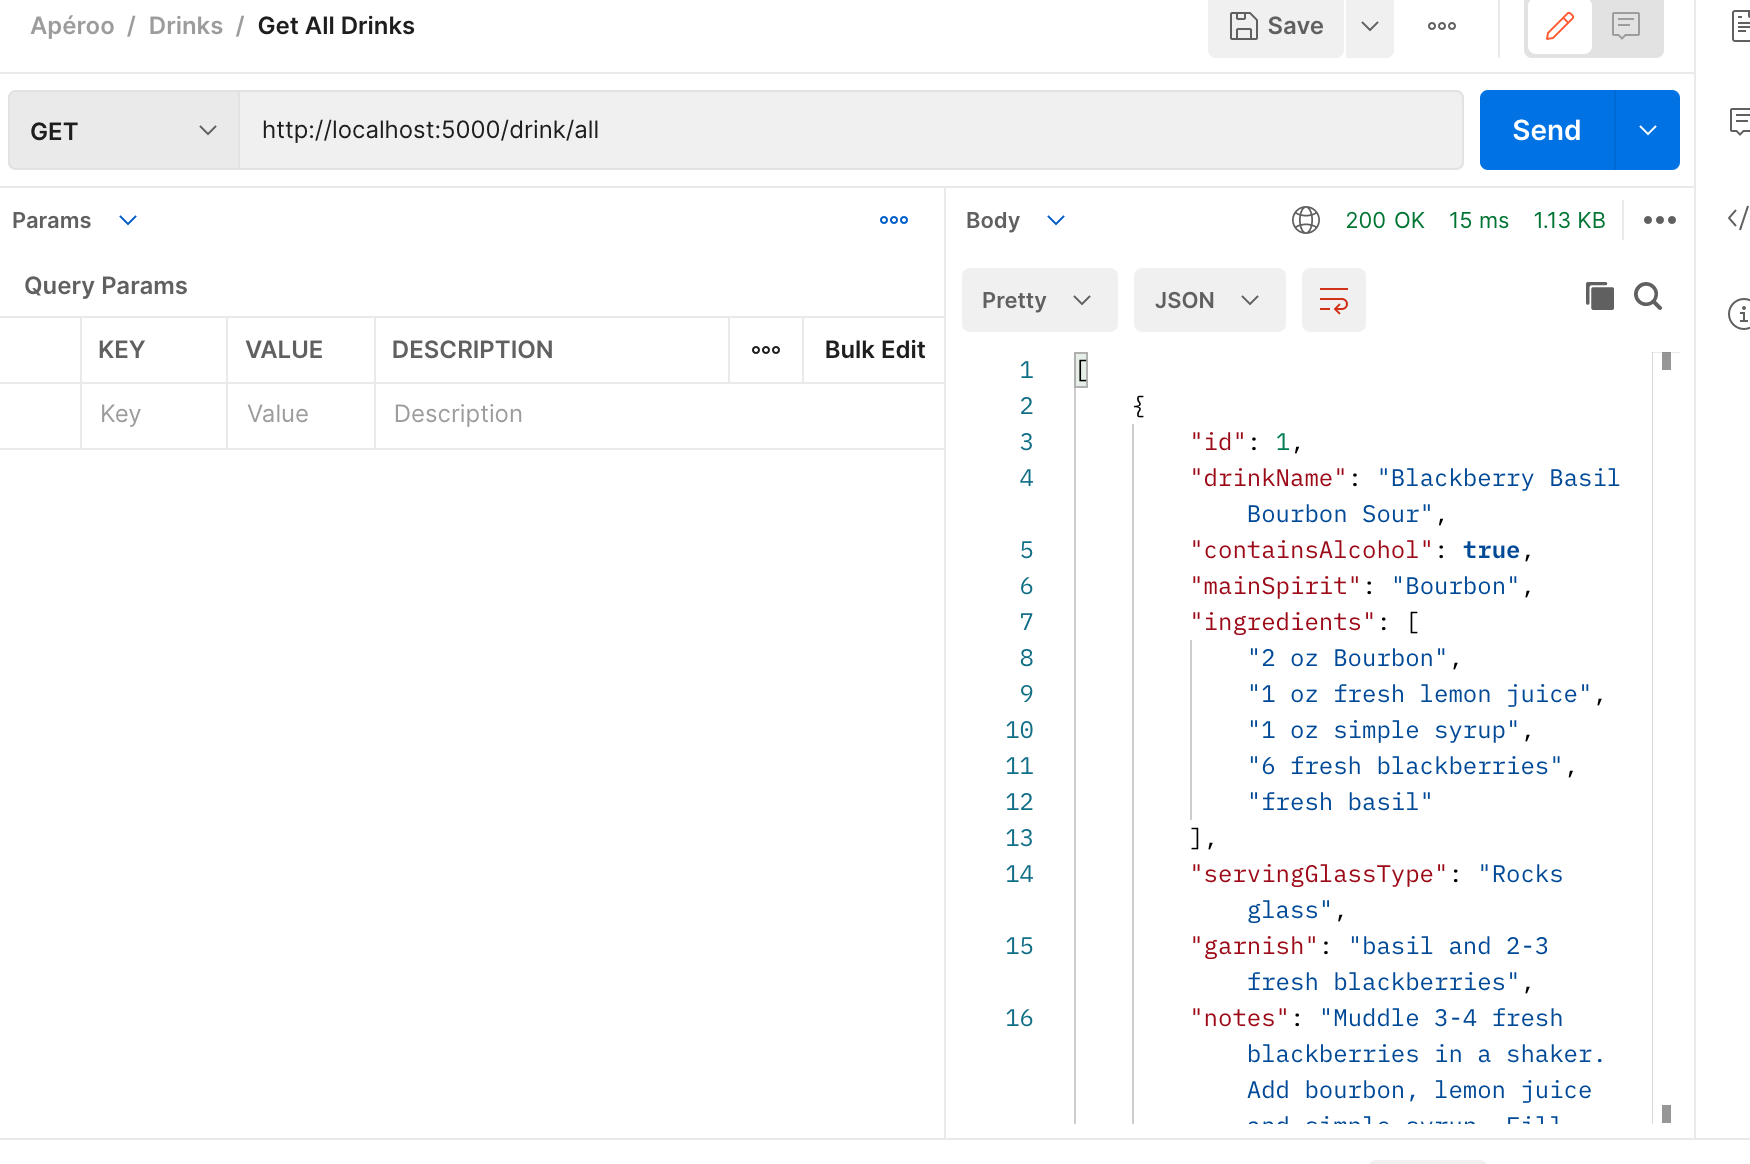 Apéroo / Drinks / Get All Drinks
Save
GET
http://localhost:5000/drink/all
Send
Params
Body
200 OK 15 ms 1.13 KB
Query Params
Pretty
JSON
KEY VALUE DESCRIPTION Bulk Edit
Key Value Description
1 [
2 {
3 "id": 1,
4 "drinkName": "Blackberry Basil
Bourbon Sour",
5 "containsAlcohol": true,
6 "mainSpirit": "Bourbon",
7 "ingredients": [
8 "2 oz Bourbon",
9 "1 oz fresh lemon juice",
10 "1 oz simple syrup",
11 "6 fresh blackberries",
12 "fresh basil"
13 ],
14 "servingGlassType": "Rocks
glass",
15 "garnish": "basil and 2-3
fresh blackberries",
16 "notes": "Muddle 3-4 fresh
blackberries in a shaker.
Add bourbon, lemon juice
and simple syrup. Fill